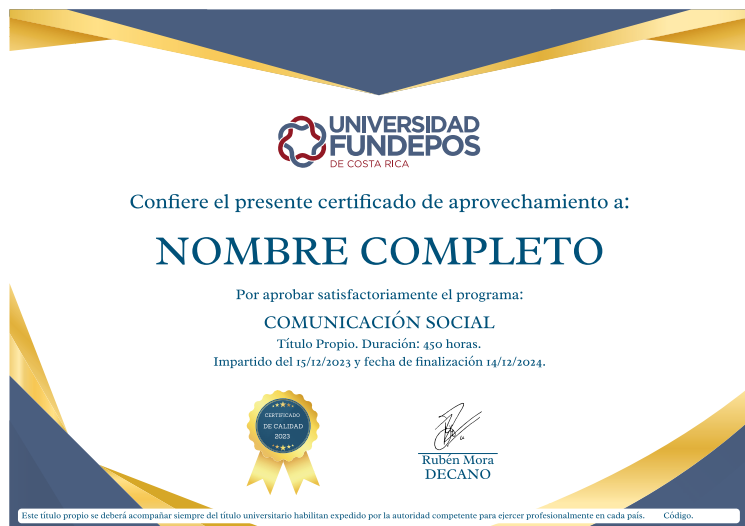 UNIVERSIDAD
FUNDEPOS
DE COSTA RICA
Confiere el presente certificado de aprovechamiento a:
NOMBRE COMPLETO
Por aprobar satisfactoriamente el programa:
COMUNICACIÓN SOCIAL
Título Propio. Duración: 450 horas.
Impartido del 15/12/2023 y fecha de finalización 14/12/2024.
CERTIFICADO
DE CALIDAD
2023
Rubén Mora
DECANO
Este título propio se deberá acompañar siempre del título universitario habilitan expedido por la autoridad competente para ejercer profesionalmente en cada país. Código.